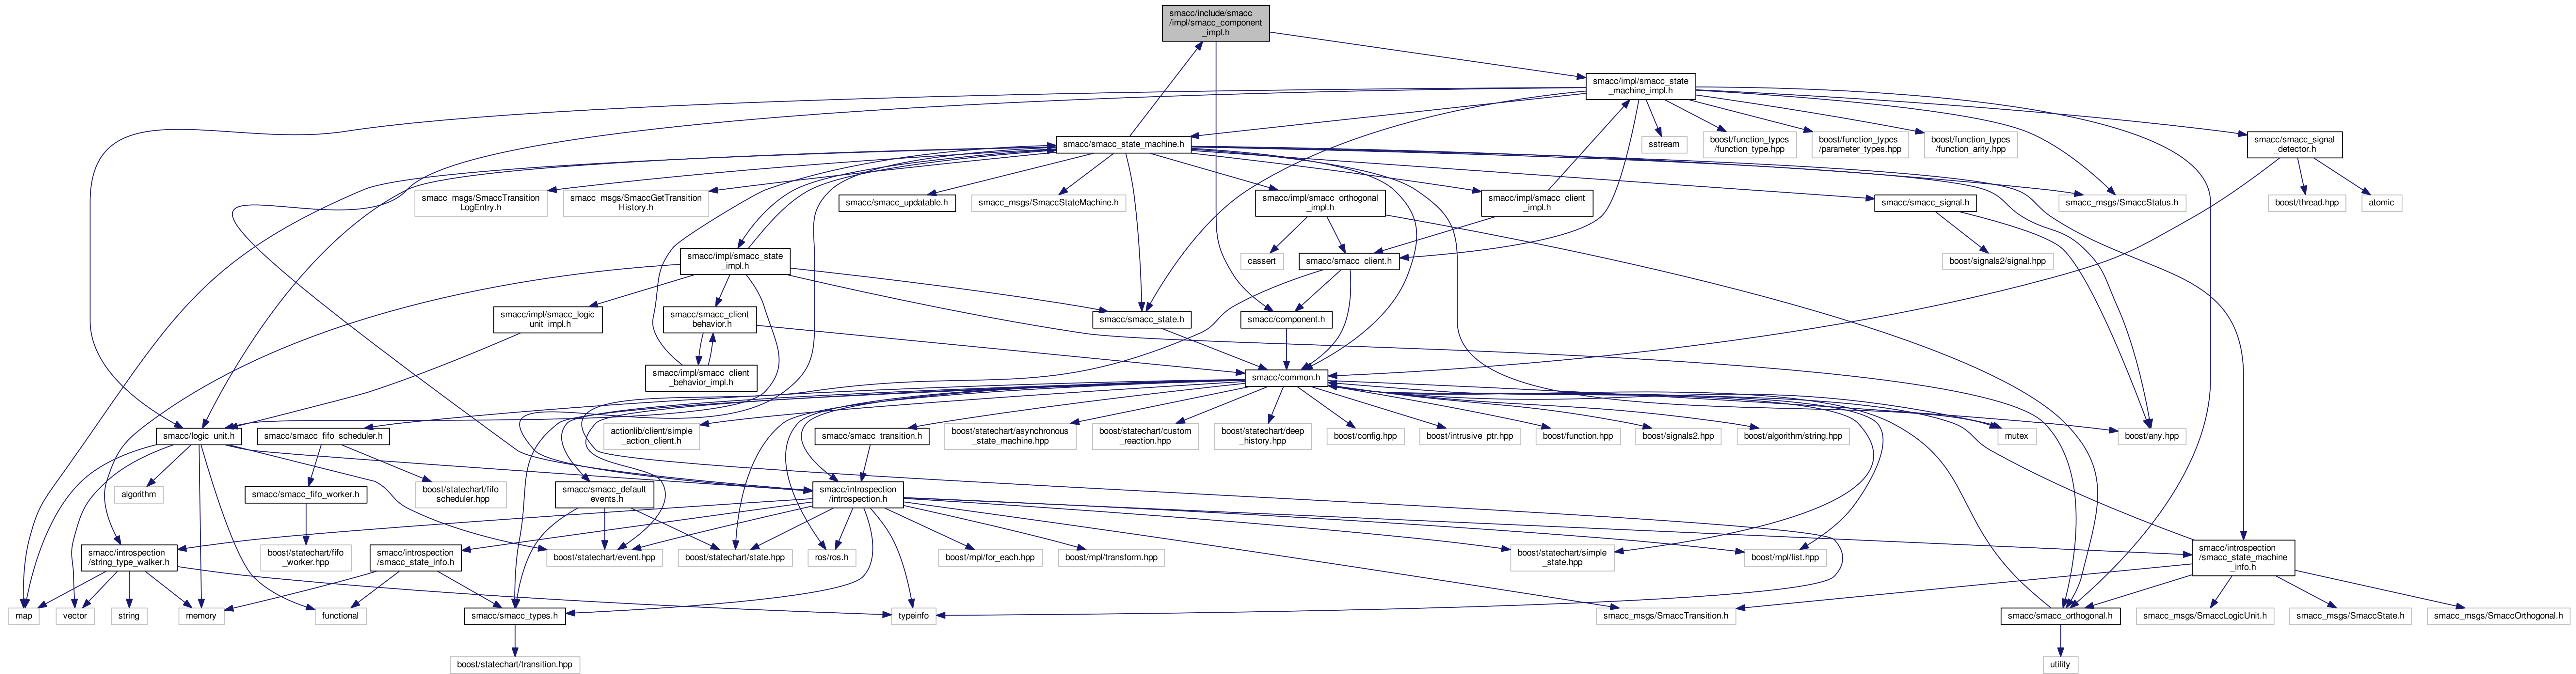 smacc/include/smacc
/impl/smacc_component
_impl.h
smacc/impl/smacc_state
_machine_impl.h
smacc/smacc_state_machine.h
sstream
boost/function_types
/function_type.hpp
boost/function_types
/parameter_types.hpp
boost/function_types
/function_arity.hpp
smacc/smacc_signal
_detector.h
smacc_msgs/SmaccTransition
LogEntry.h
smacc_msgs/SmaccGetTransition
History.h
smacc/smacc_updatable.h
smacc_msgs/SmaccStateMachine.h
smacc/impl/smacc_orthogonal
_impl.h
smacc/impl/smacc_client
_impl.h
smacc/smacc_signal.h
smacc_msgs/SmaccStatus.h
boost/thread.hpp
atomic
smacc/impl/smacc_state
_impl.h
cassert
smacc/smacc_client.h
boost/signals2/signal.hpp
smacc/impl/smacc_logic
_unit_impl.h
smacc/smacc_client
_behavior.h
smacc/smacc_state.h
smacc/component.h
smacc/impl/smacc_client
_behavior_impl.h
smacc/common.h
smacc/logic_unit.h
smacc/smacc_fifo_scheduler.h
actionlib/client/simple
_action_client.h
smacc/smacc_transition.h
boost/statechart/asynchronous
_state_machine.hpp
boost/statechart/custom
_reaction.hpp
boost/statechart/deep
_history.hpp
boost/config.hpp
boost/intrusive_ptr.hpp
boost/function.hpp
boost/signals2.hpp
boost/algorithm/string.hpp
mutex
boost/any.hpp
algorithm
smacc/smacc_fifo_worker.h
boost/statechart/fifo
_scheduler.hpp
smacc/smacc_default
_events.h
smacc/introspection
/introspection.h
smacc/introspection
/string_type_walker.h
boost/statechart/fifo
_worker.hpp
smacc/introspection
/smacc_state_info.h
boost/statechart/event.hpp
boost/statechart/state.hpp
ros/ros.h
boost/mpl/for_each.hpp
boost/mpl/transform.hpp
boost/statechart/simple
_state.hpp
boost/mpl/list.hpp
smacc/introspection
/smacc_state_machine
_info.h
map
vector
string
memory
functional
smacc/smacc_types.h
typeinfo
smacc_msgs/SmaccTransition.h
smacc/smacc_orthogonal.h
smacc_msgs/SmaccLogicUnit.h
smacc_msgs/SmaccState.h
smacc_msgs/SmaccOrthogonal.h
boost/statechart/transition.hpp
utility